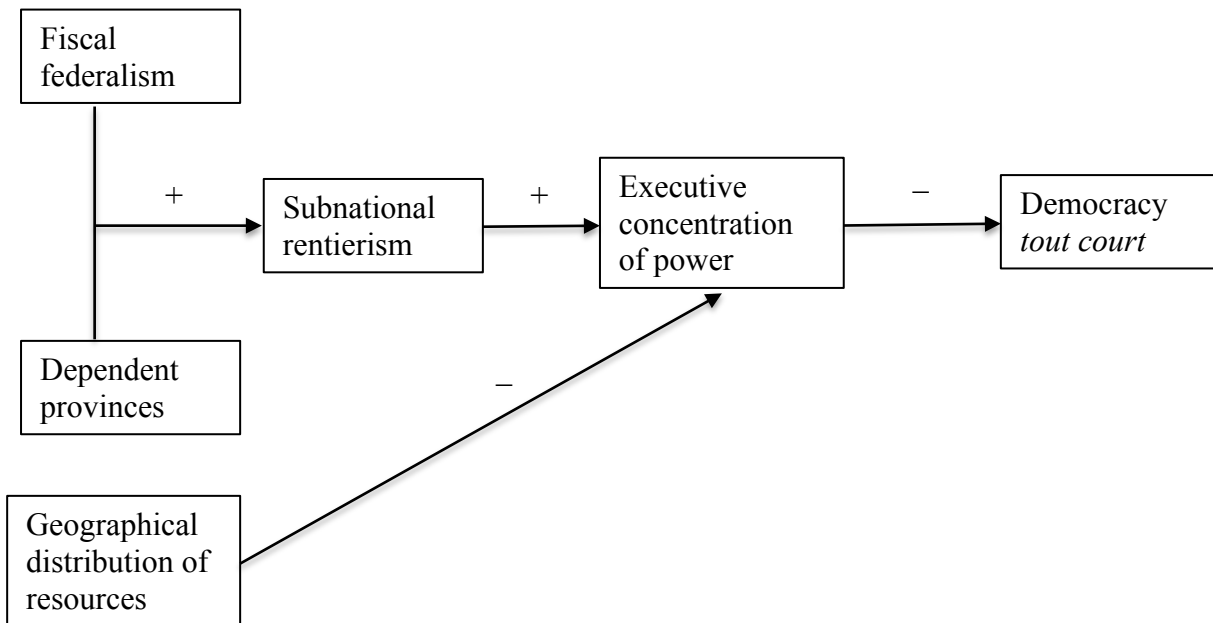 Fiscal
federalism
+
Subnational
rentierism
+
Executive
concentration
of power
–
Democracy
tout court
Dependent
provinces
–
Geographical
distribution of
resources